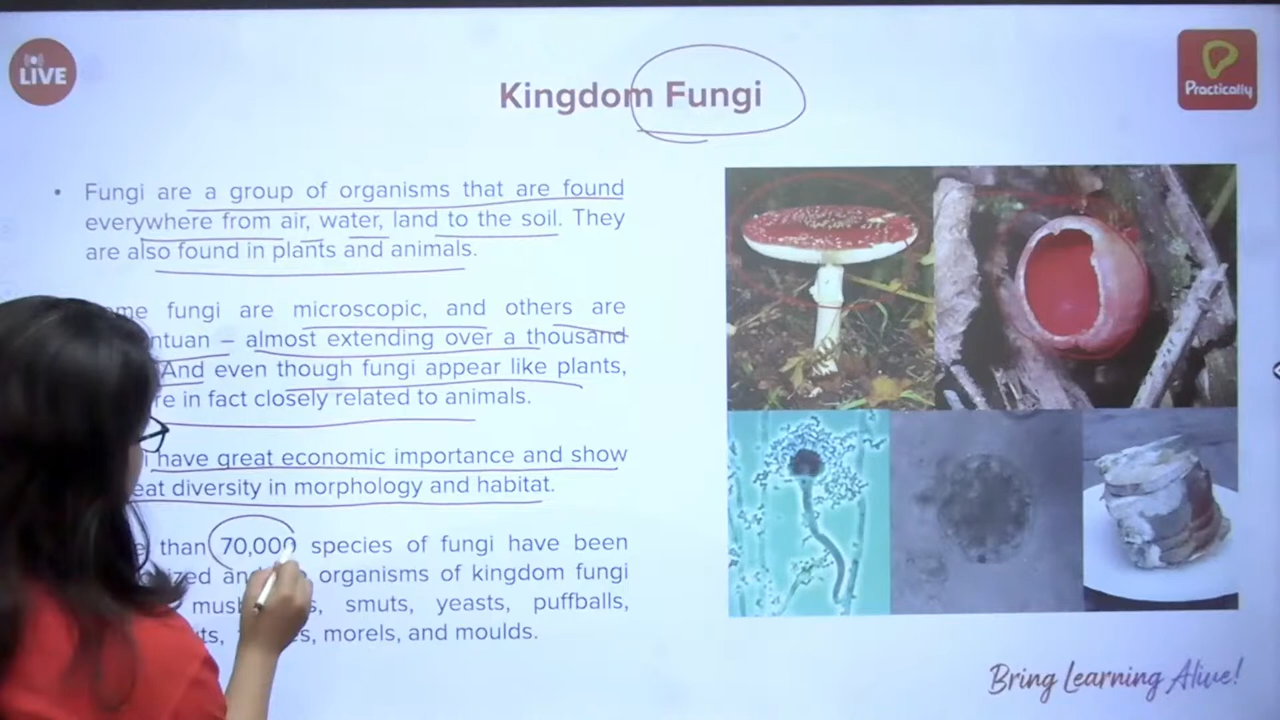 LIVE
Kingdom Fungi
Practically
• Fungi are a group of organisms that are found
everywhere from air, water, land to the soil. They
are also found in plants and animals.
fungi are microscopic, and others are
– almost extending over a thousand
And even though fungi appear like plants,
in fact closely related to animals.
have great economic importance and show
diversity in morphology and habitat.
than 70,000 species of fungi have been
organisms of kingdom fungi
smuts, yeasts, puffballs,
morels, and moulds.
Bring Learning Alive!